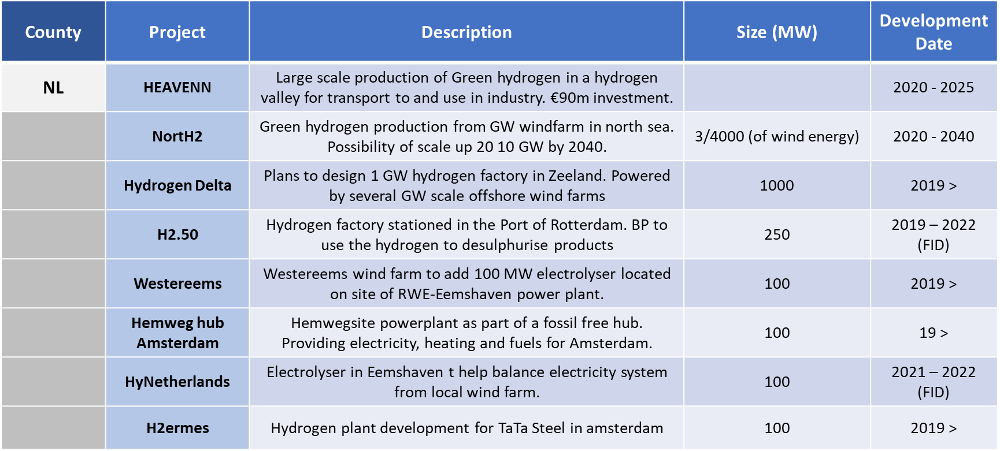 County
Project
Description
Size (MW)
Development
Date
NL
HEAVENN
Large scale production of Green hydrogen in a hydrogen
valley for transport to and use in industry. €90m investment.
2020 - 2025
NortH2
Green hydrogen production from GW windfarm in north sea.
Possibility of scale up 20 10 GW by 2040.
3/4000 (of wind energy)
2020 - 2040
Hydrogen Delta
Plans to design 1 GW hydrogen factory in Zeeland. Powered
by several GW scale offshore wind farms
1000
2019 >
H2.50
Hydrogen factory stationed in the Port of Rotterdam. BP to
use the hydrogen to desulphurise products
250
2019 – 2022
(FID)
Westereems
Westereems wind farm to add 100 MW electrolyser located
on site of RWE-Eemshaven power plant.
100
2019 >
Hemweg hub
Amsterdam
Hemwegsite powerplant as part of a fossil free hub.
Providing electricity, heating and fuels for Amsterdam.
100
19 >
HyNetherlands
Electrolyser in Eemshaven t help balance electricity system
from local wind farm.
100
2021 – 2022
(FID)
H2ermes
Hydrogen plant development for TaTa Steel in amsterdam
100
2019 >